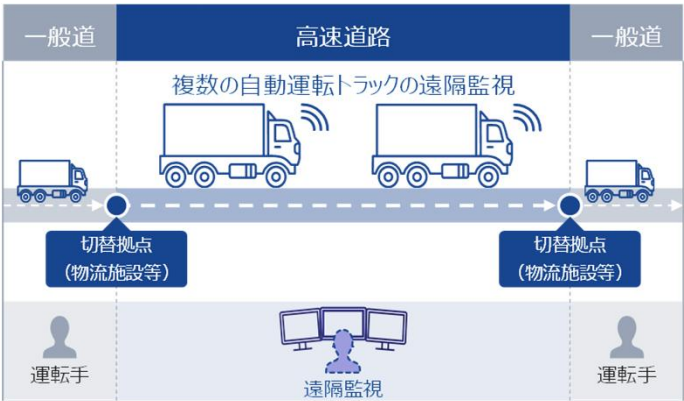 一般道
高速道路
一般道
複数の自動運転トラックの遠隔監視
切替拠点
（物流施設等）
切替拠点
（物流施設等）
運転手
遠隔監視
運転手